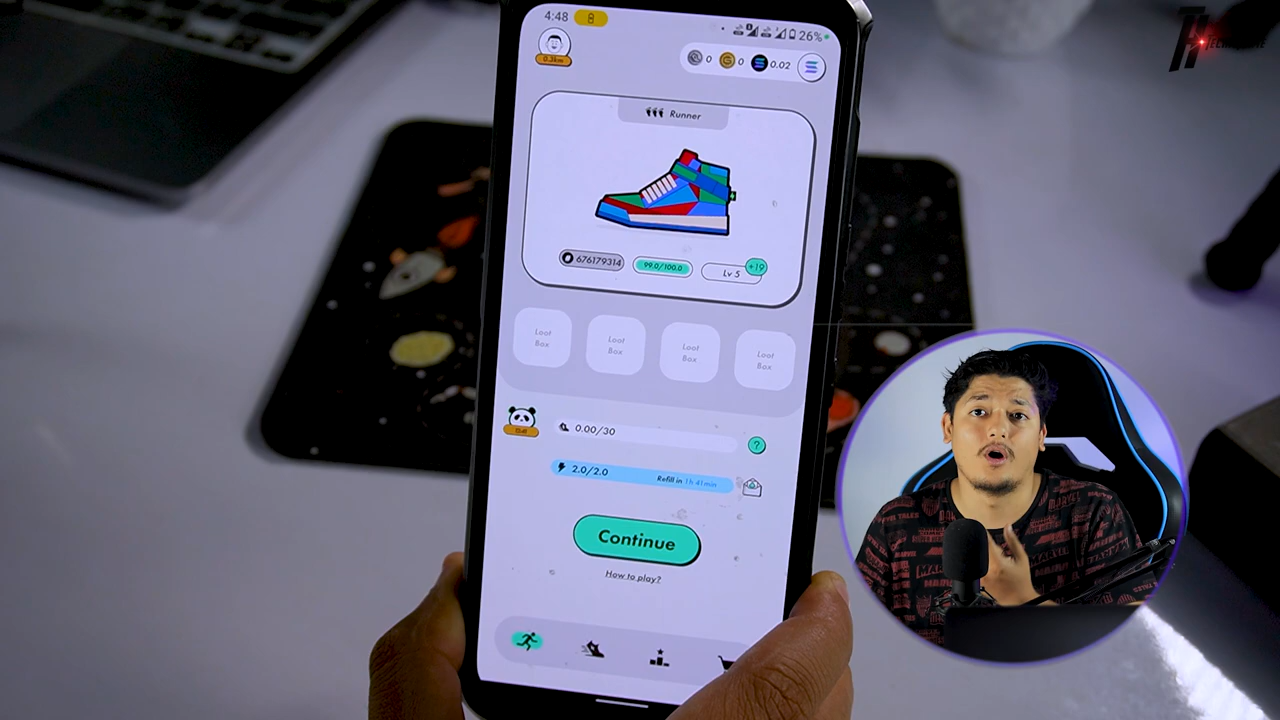 4:48
26%
0.3km
0
0
0.02
Runner
676179314
99.0/100.0
Lv 5
+19
Loot
Box
Loot
Box
Loot
Box
Loot
Box
0.00/30
?
2.0/2.0
Refill in 1h 41min
Continue
How to play?
MARVEL